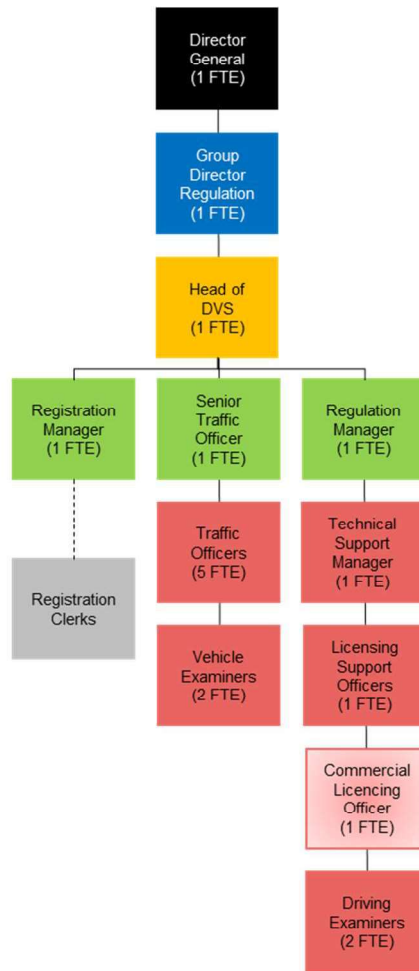 Director
General
(1 FTE)
Group
Director
Regulation
(1 FTE)
Head of
DVS
(1 FTE)
Registration
Manager
(1 FTE)
Senior
Traffic
Officer
(1 FTE)
Regulation
Manager
(1 FTE)
Registration
Clerks
Traffic
Officers
(5 FTE)
Technical
Support
Manager
(1 FTE)
Vehicle
Examiners
(2 FTE)
Licensing
Support
Officers
(1 FTE)
Commercial
Licencing
Officer
(1 FTE)
Driving
Examiners
(2 FTE)